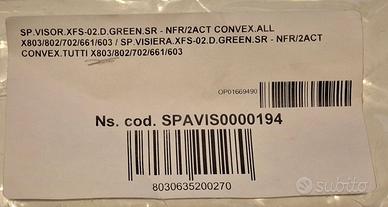 SP.VISOR.XFS-02.D.GREEN.SR - NFR/2ACT CONVEX.ALL
X803/802/702/661/603 / SP.VISIERA.XFS-02.D.GREEN.SR - NFR/2ACT
CONVEX.TUTTI X803/802/702/661/603
OP01669490
Ns. cod. SPAVIS0000194
8030635200270
subito